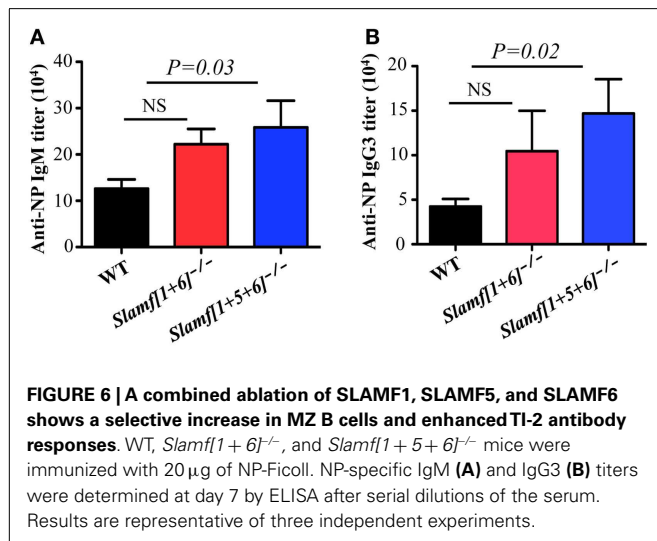 A
B
Anti-NP IgM titer (10⁴)
40
30
20
10
0
P=0.03
NS
WT
Slamf[1+6]⁻/⁻
Slamf[1+5+6]⁻/⁻
Anti-NP IgG3 titer (10⁴)
20
15
10
5
0
P=0.02
NS
WT
Slamf[1+6]⁻/⁻
Slamf[1+5+6]⁻/⁻
FIGURE 6 | A combined ablation of SLAMF1, SLAMF5, and SLAMF6
shows a selective increase in MZ B cells and enhanced TI-2 antibody
responses. WT, Slamf[1 + 6]⁻/⁻, and Slamf[1 + 5 + 6]⁻/⁻ mice were
immunized with 20 μg of NP-Ficoll. NP-specific IgM (A) and IgG3 (B) titers
were determined at day 7 by ELISA after serial dilutions of the serum.
Results are representative of three independent experiments.